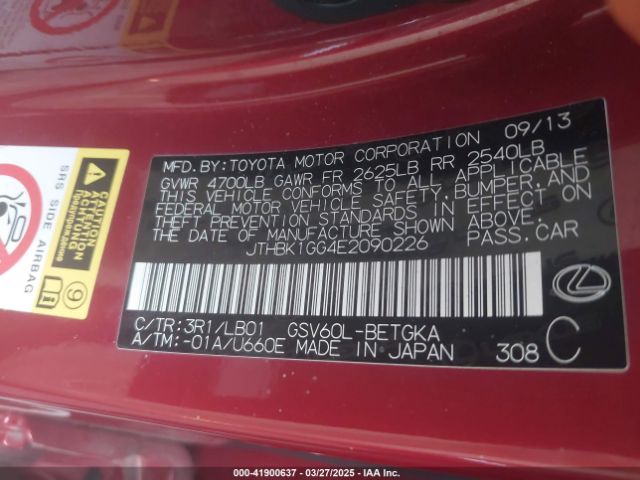 09/13
MFD.BY:TOYOTA MOTOR CORPORATION
GVWR 4700LB GAWR FR 2625LB RR 2540LB
THIS VEHICLE CONFORMS TO ALL APPLICABLE
FEDERAL MOTOR VEHICLE SAFETY,BUMPER,AND
THEFT PREVENTION STANDARDS IN EFFECT ON
THE DATE OF MANUFACTURE SHOWN ABOVE.
JTHBK1GG4E2090226 PASS.CAR
C/TR:3R1/LB01 GSV60L-BETGKA
A/TM:-01A/U660E MADE IN JAPAN 308 C
SRS SIDE AIRBAG
9
000-41900637 - 03/27/2025 - IAA Inc.